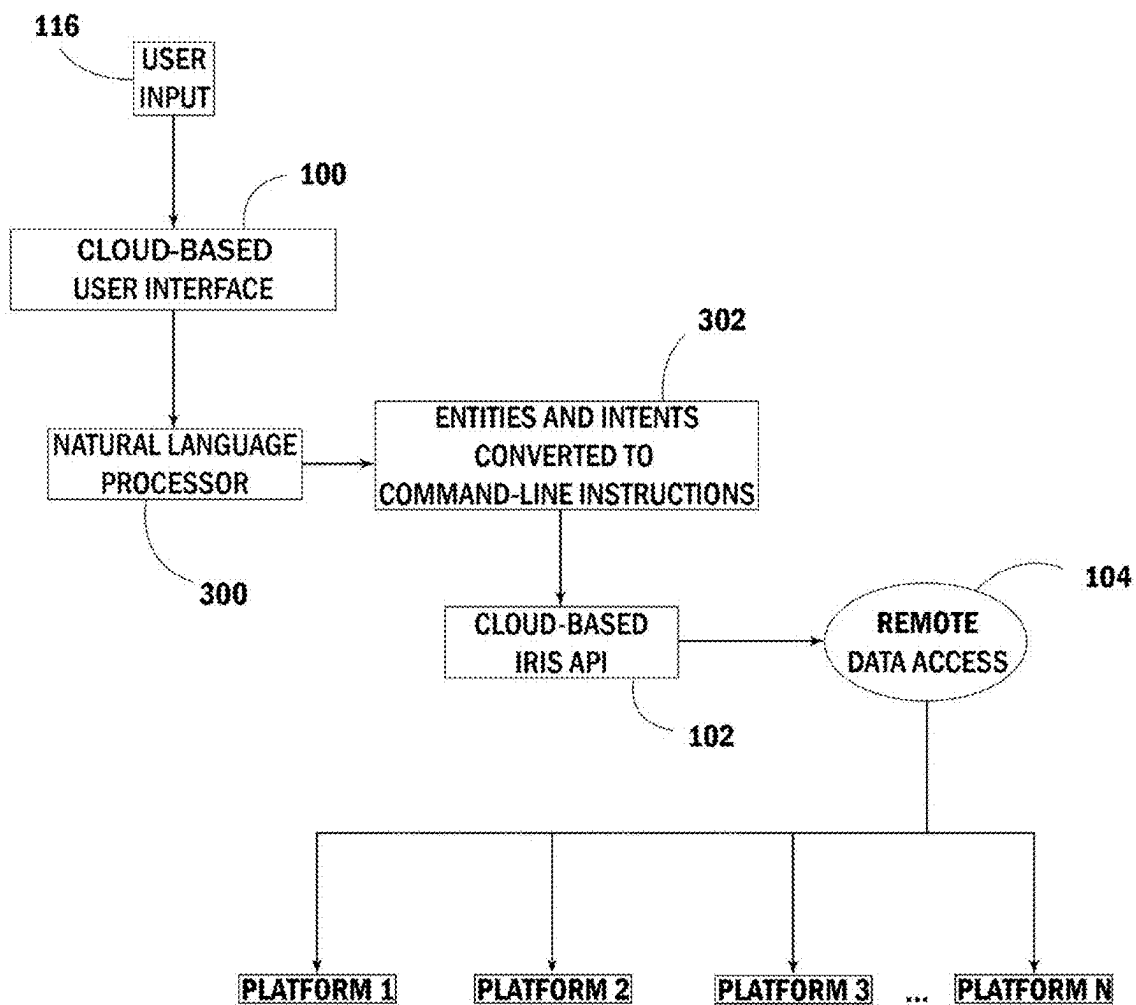 116
USER
INPUT
100
CLOUD-BASED
USER INTERFACE
302
ENTITIES AND INTENTS
CONVERTED TO
COMMAND-LINE INSTRUCTIONS
NATURAL LANGUAGE
PROCESSOR
300
104
CLOUD-BASED
IRIS API
REMOTE
DATA ACCESS
102
PLATFORM 1 PLATFORM 2 PLATFORM 3 ... PLATFORM N